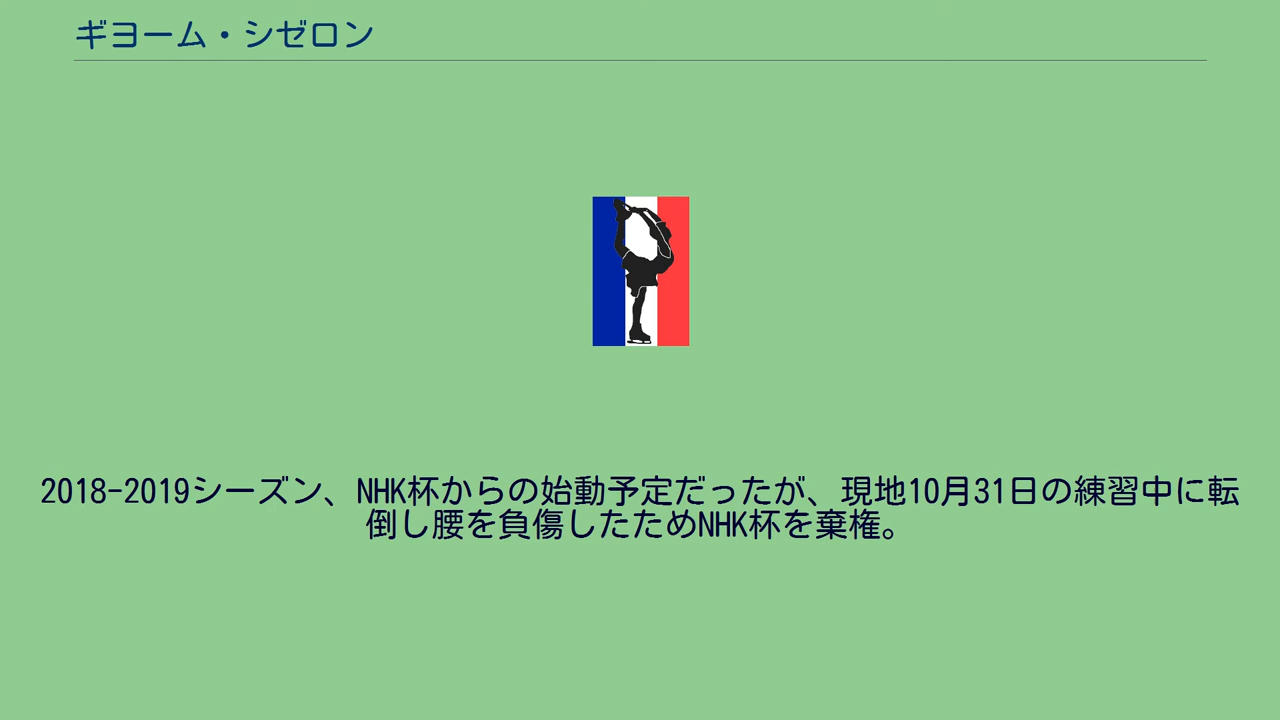 ギヨーム・シゼロン
2018-2019シーズン、NHK杯からの始動予定だったが、現地10月31日の練習中に転
倒し腰を負傷したためNHK杯を棄権。